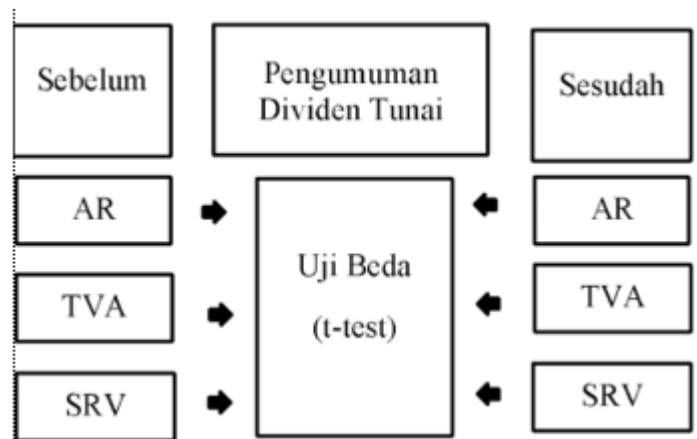 Sebelum
Pengumuman
Dividen Tunai
Sesudah
AR
AR
Uji Beda
(t-test)
TVA
TVA
SRV
SRV